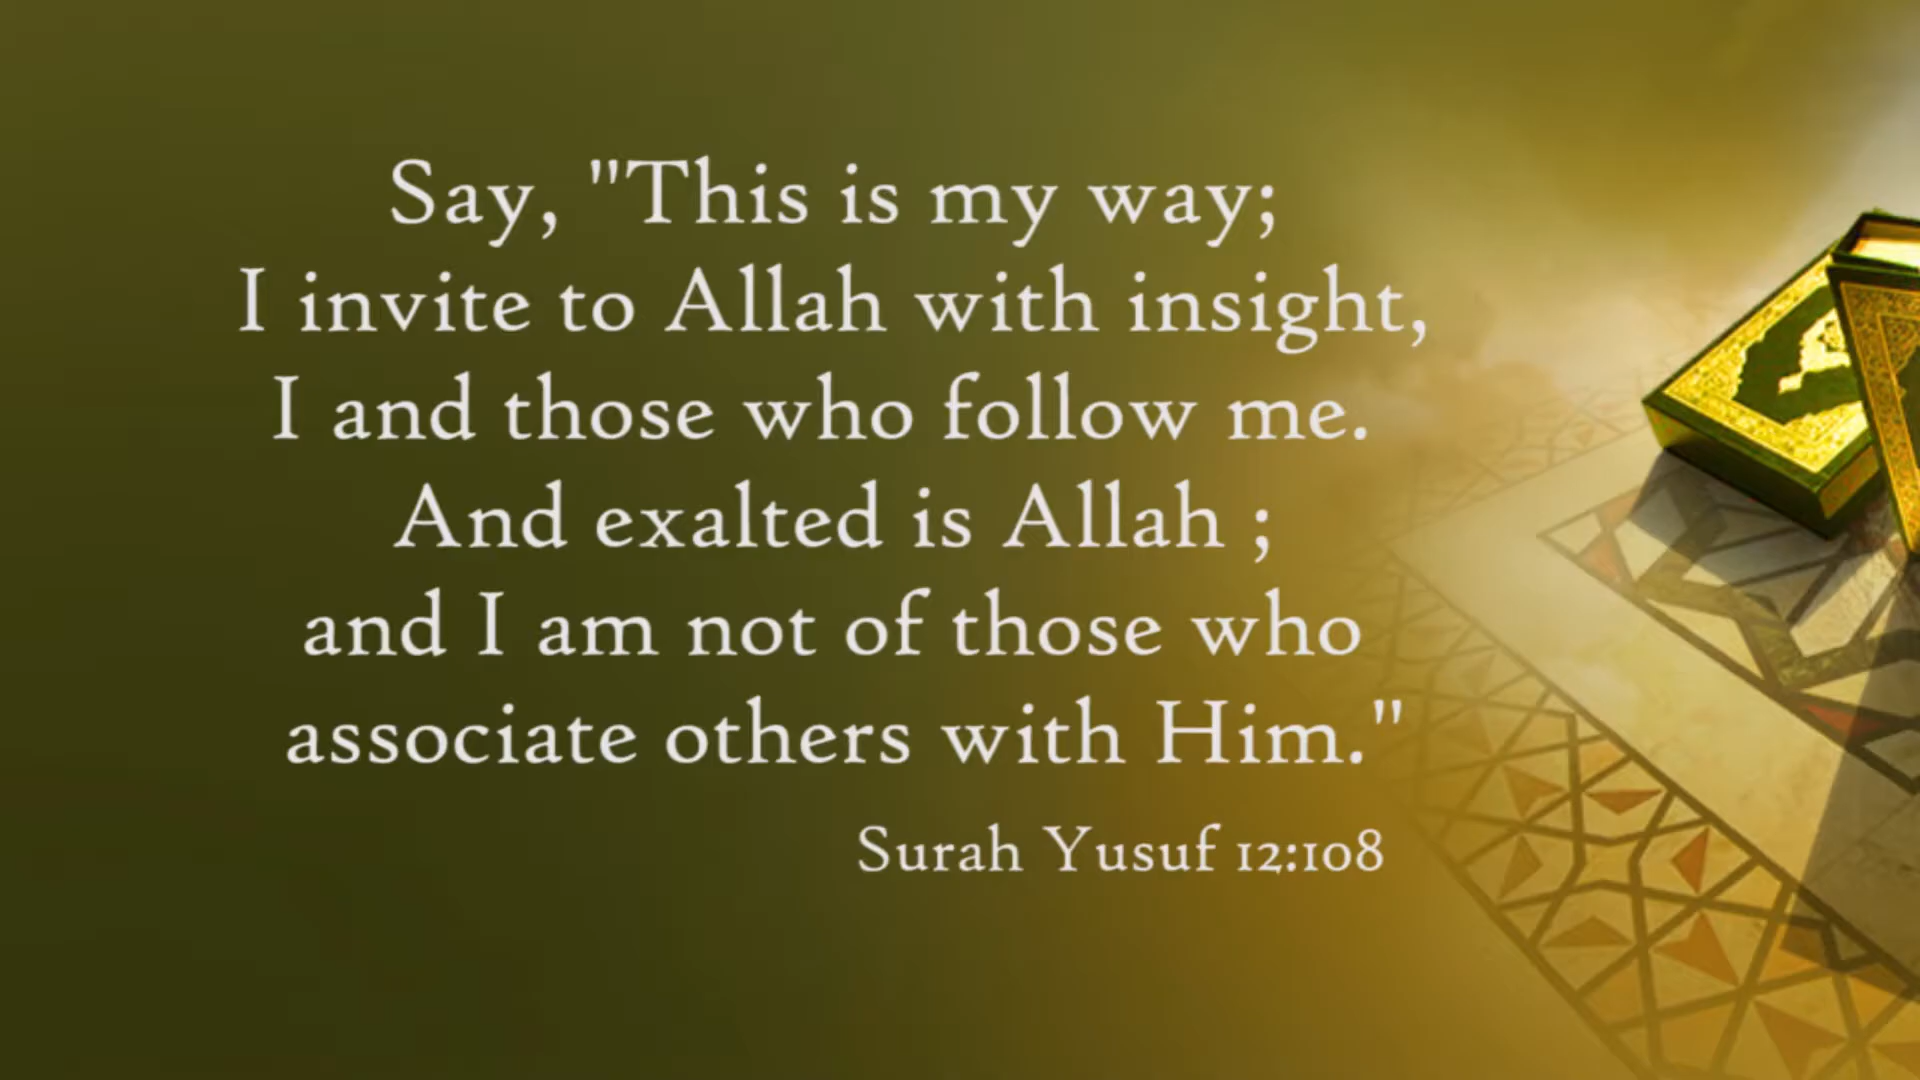 Say, "This is my way;
I invite to Allah with insight,
I and those who follow me.
And exalted is Allah ;
and I am not of those who
associate others with Him."
Surah Yusuf 12:108